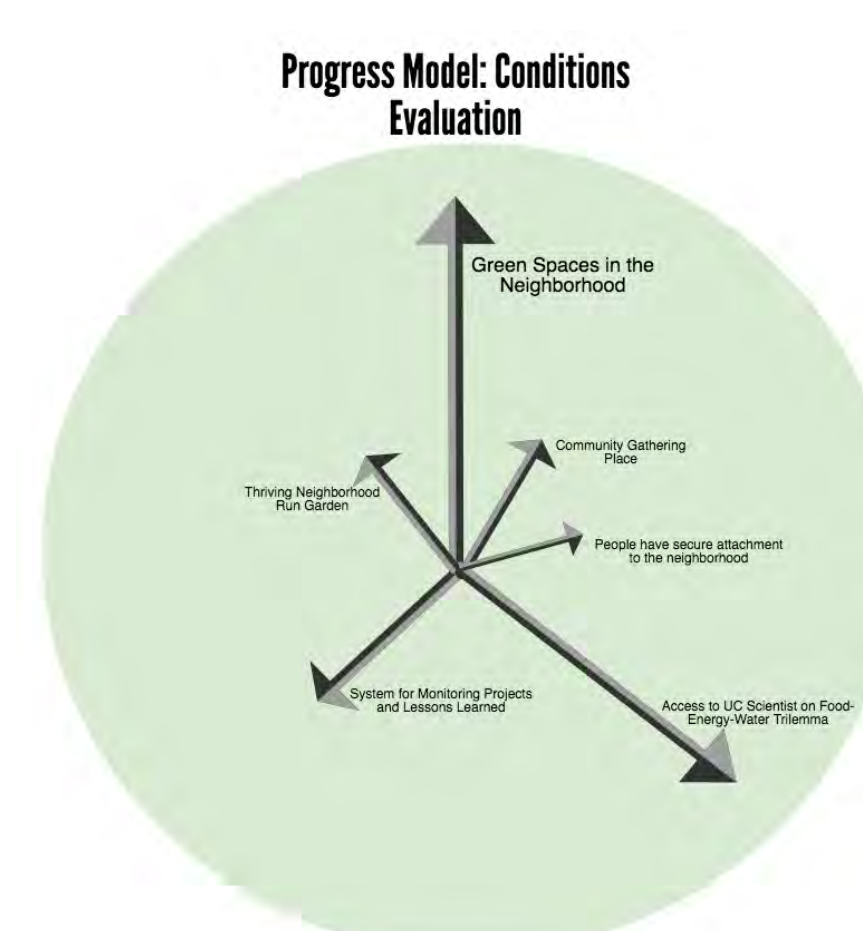 Progress Model: Conditions
Evaluation
Green Spaces in the
Neighborhood
Community Gathering
Place
Thriving Neighborhood
Run Garden
People have secure attachment
to the neighborhood
System for Monitoring Projects
and Lessons Learned
Access to UC Scientist on Food-
Energy-Water Trilemma